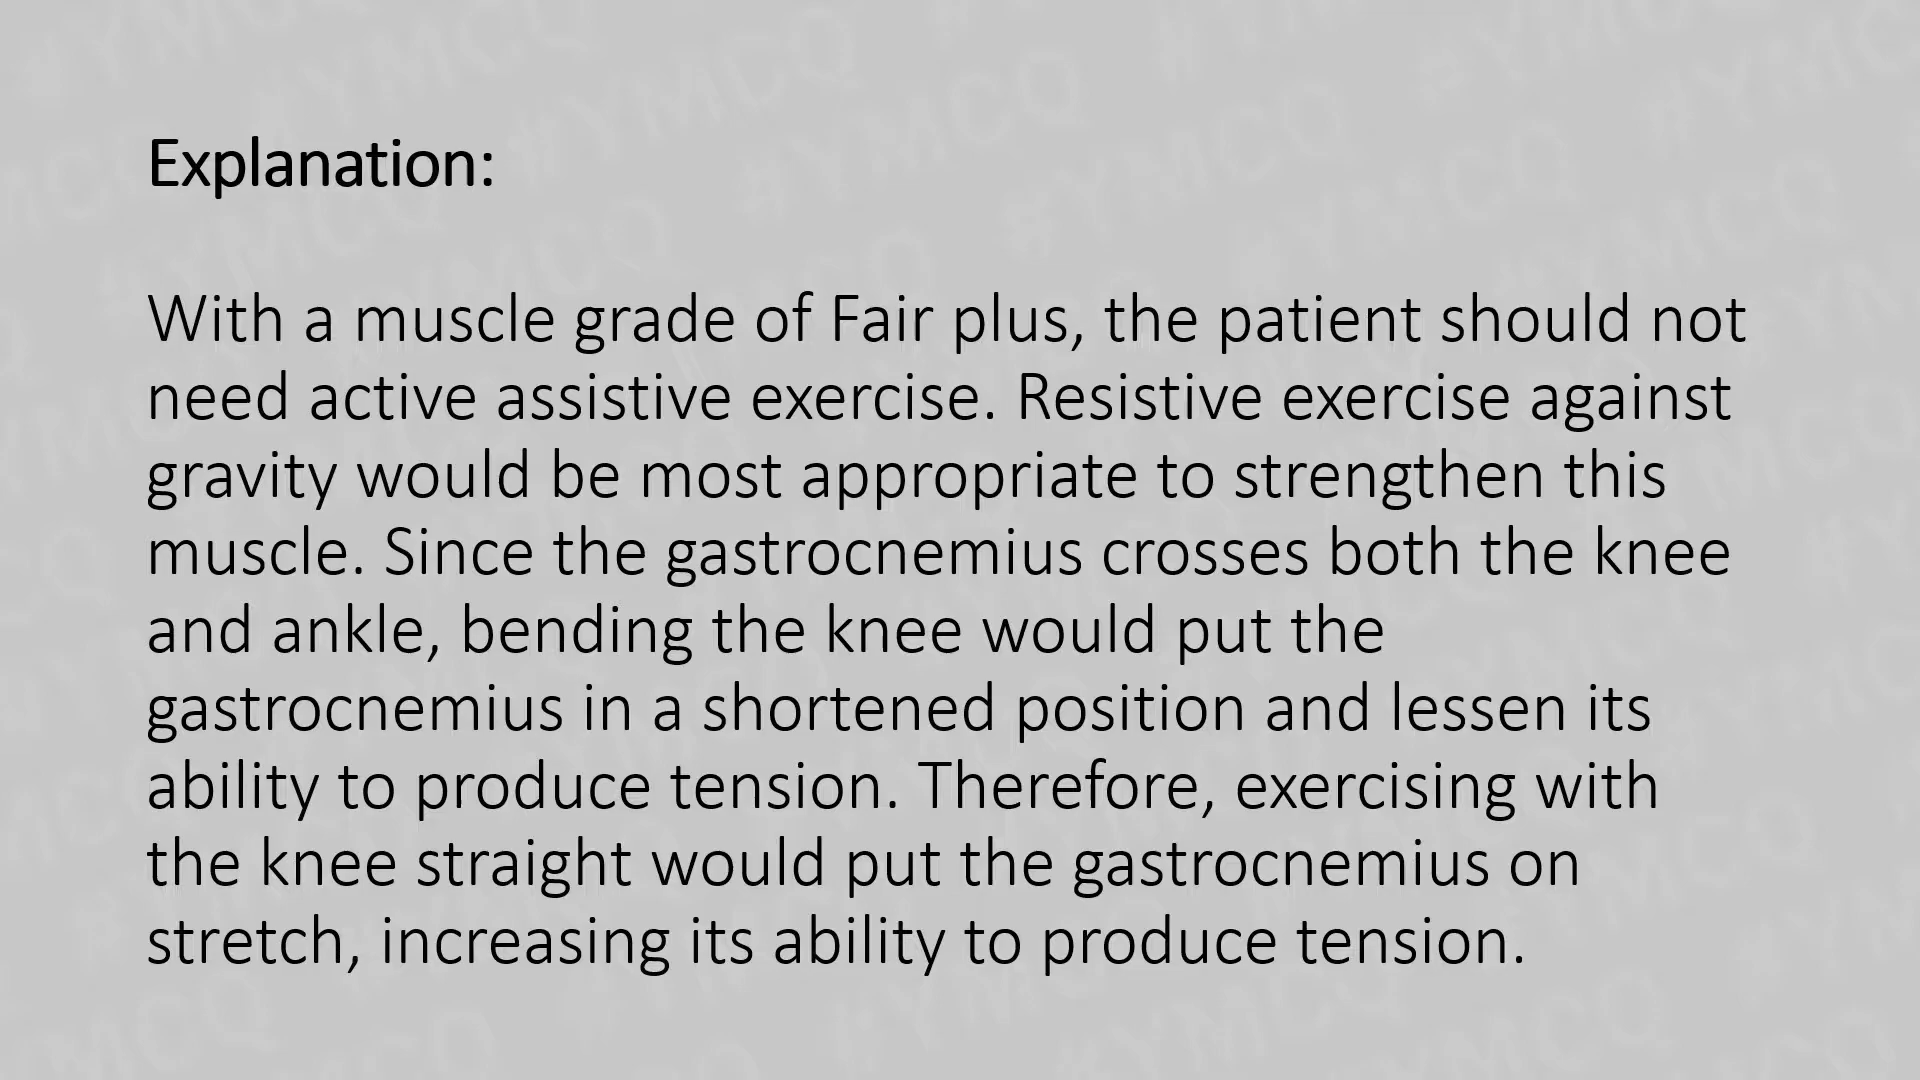 Explanation:
With a muscle grade of Fair plus, the patient should not
need active assistive exercise. Resistive exercise against
gravity would be most appropriate to strengthen this
muscle. Since the gastrocnemius crosses both the knee
and ankle, bending the knee would put the
gastrocnemius in a shortened position and lessen its
ability to produce tension. Therefore, exercising with
the knee straight would put the gastrocnemius on
stretch, increasing its ability to produce tension.